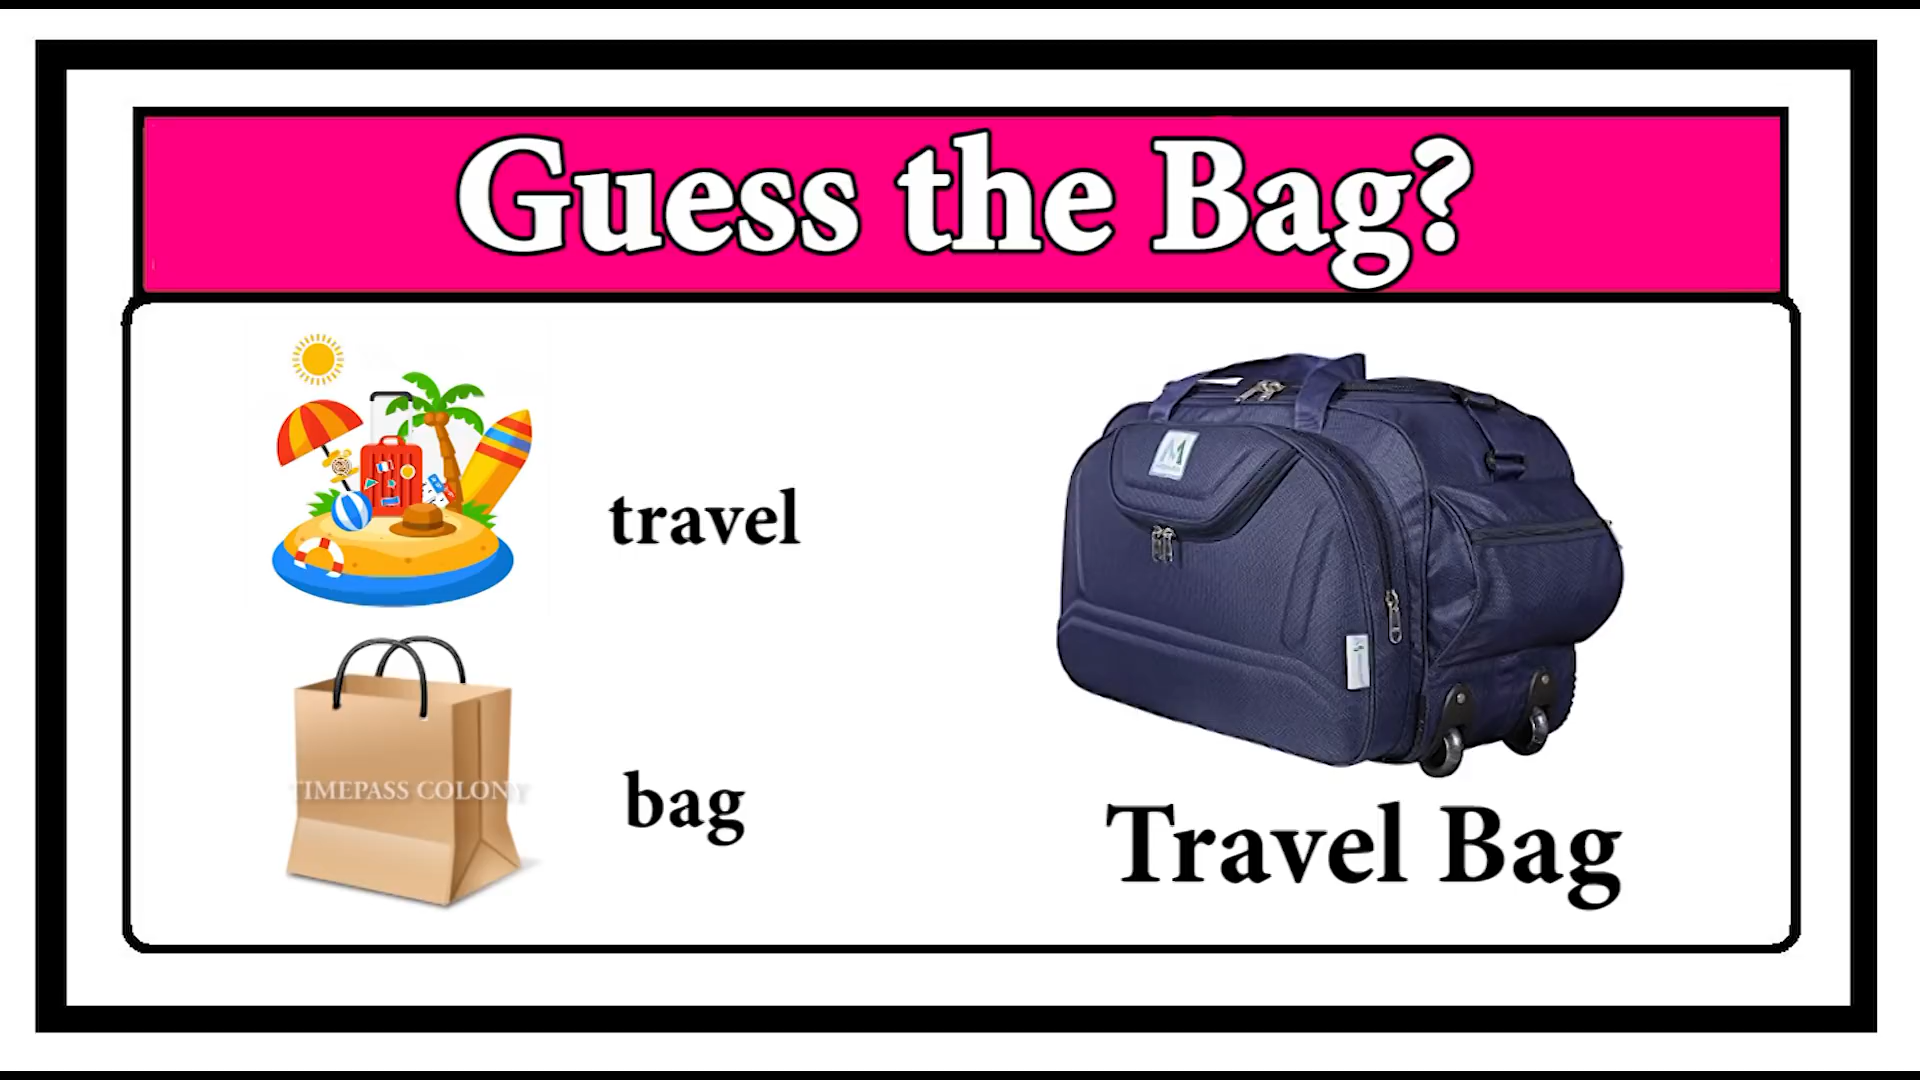 Guess the Bag?
travel
TIMEPASS COLONY
bag
Travel Bag